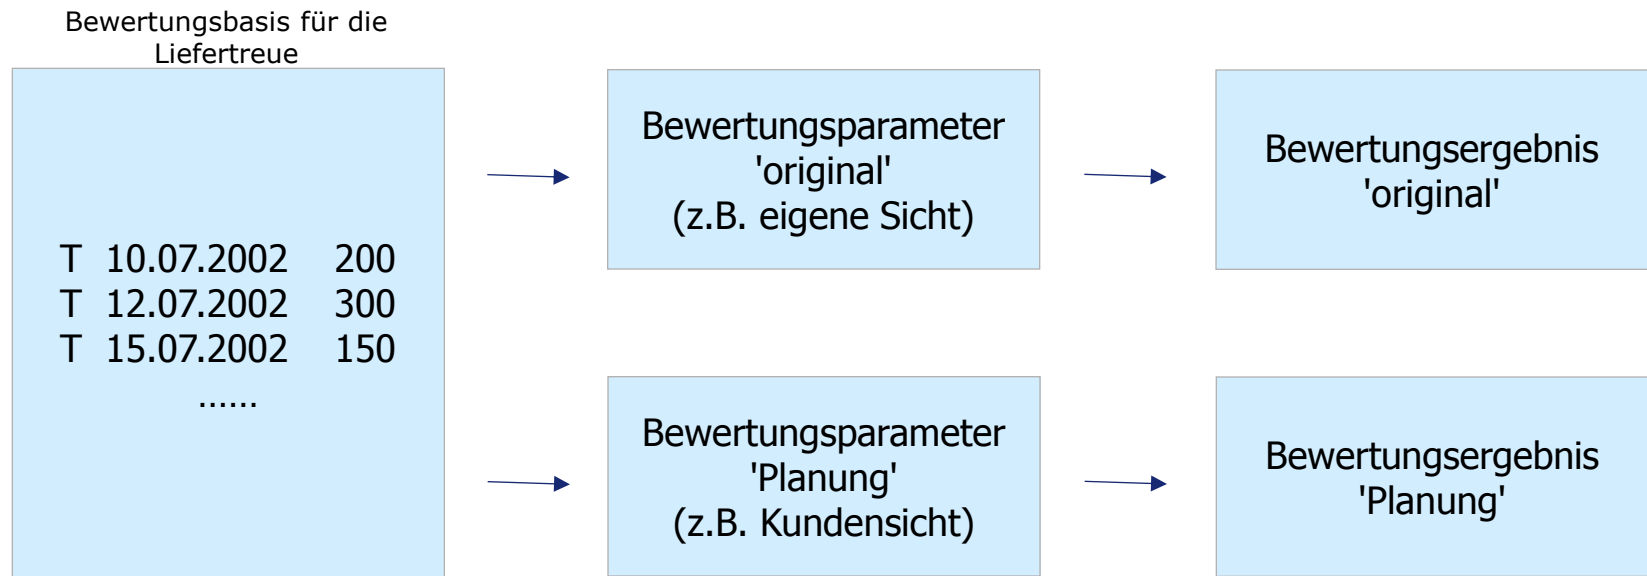 Bewertungsbasis für die
Liefertreue
T 10.07.2002 200
T 12.07.2002 300
T 15.07.2002 150
......
Bewertungsparameter
'original'
(z.B. eigene Sicht)
Bewertungsergebnis
'original'
Bewertungsparameter
'Planung'
(z.B. Kundensicht)
Bewertungsergebnis
'Planung'